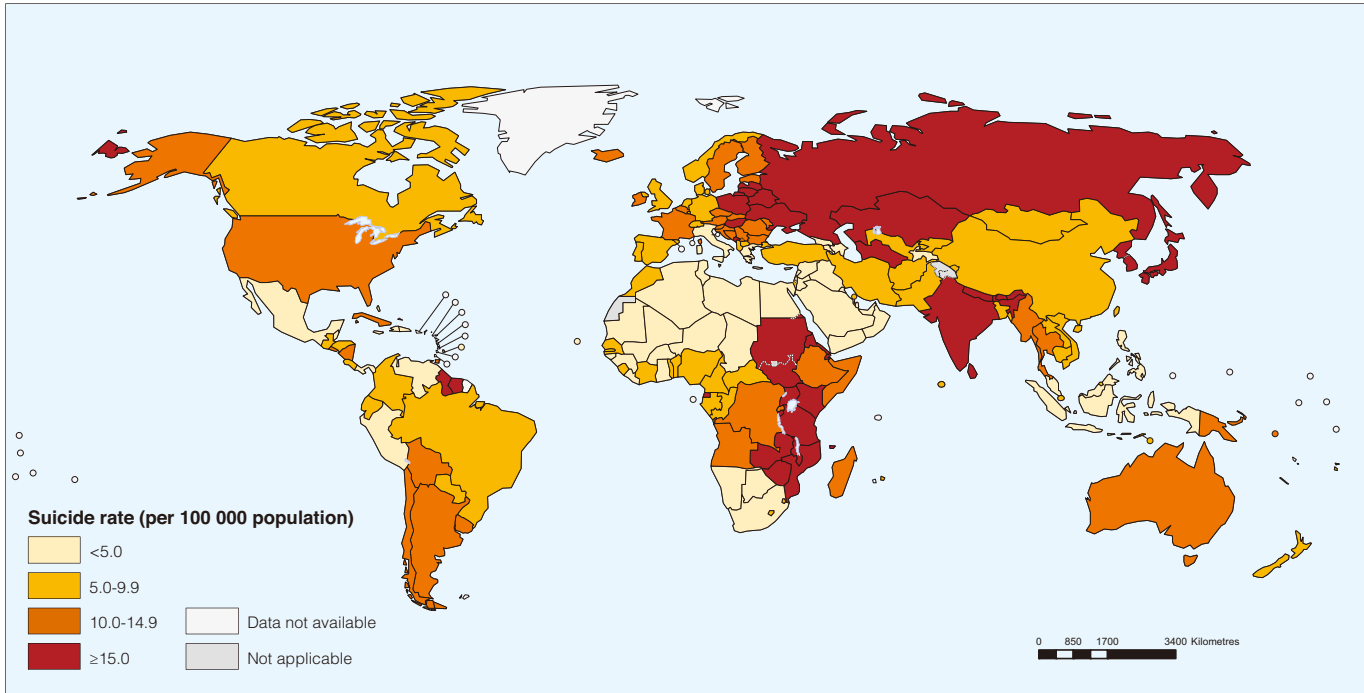 Suicide rate (per 100 000 population)
<5.0
5.0-9.9
10.0-14.9
≥15.0
Data not available
Not applicable
0 850 1700 3400 Kilometres